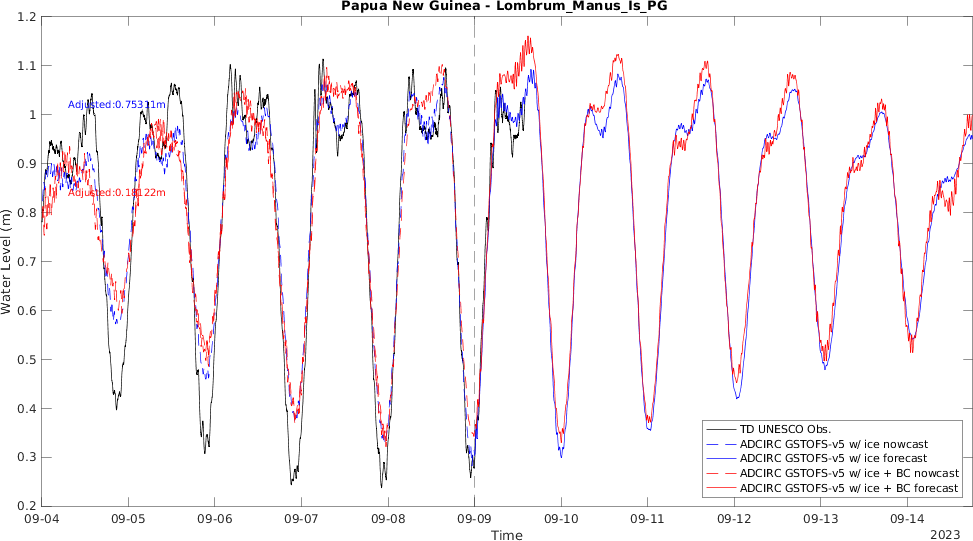 Papua New Guinea - Lombrum_Manus_Is_PG
1.2
1.1
1
0.9
0.8
0.7
0.6
0.5
0.4
0.3
0.2
Water Level (m)
Adjusted:0.75311m
Adjusted:0.18122m
TD UNESCO Obs.
ADCIRC GSTOFS-v5 w/ ice nowcast
ADCIRC GSTOFS-v5 w/ ice forecast
ADCIRC GSTOFS-v5 w/ ice + BC nowcast
ADCIRC GSTOFS-v5 w/ ice + BC forecast
09-04 09-05 09-06 09-07 09-08 09-09 09-10 09-11 09-12 09-13 09-14
Time
2023